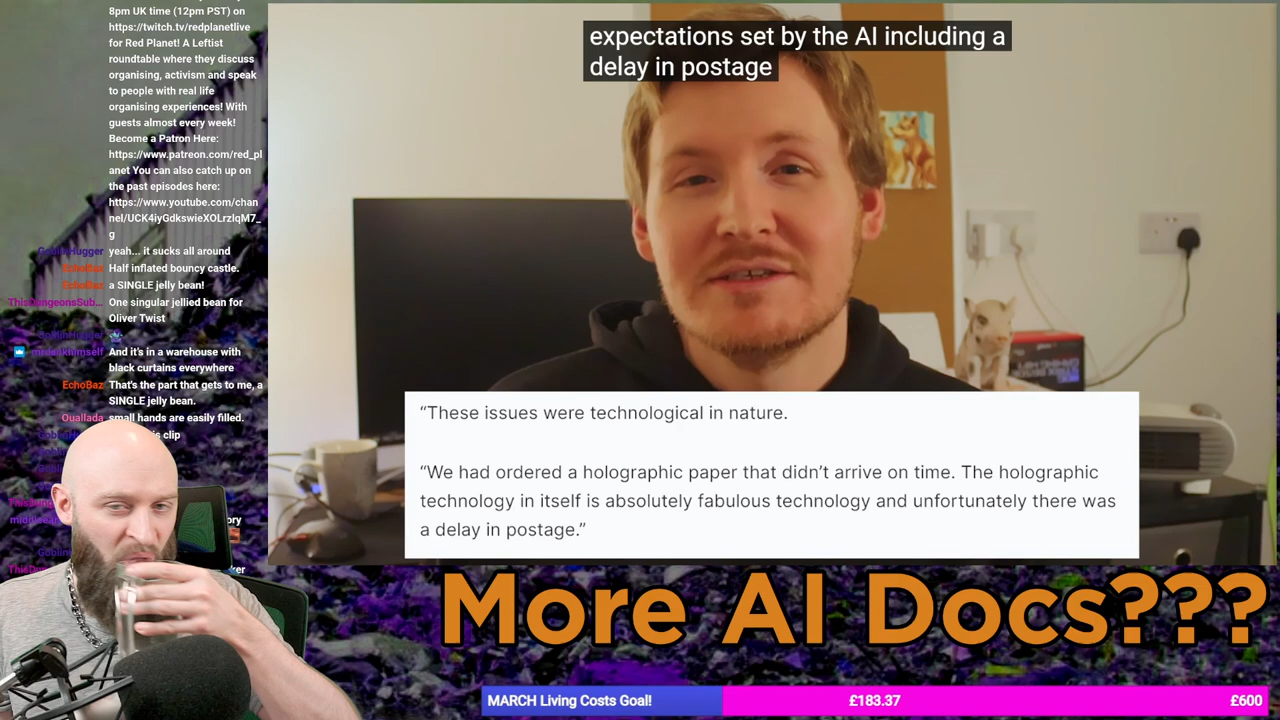 8pm UK time (12pm PST) on
https://twitch.tv/redplanetlive
for Red Planet! A Leftist
roundtable where they discuss
organising, activism and speak
to people with real life
organising experiences! With
guests almost every week!
Become a Patron Here:
https://www.patreon.com/red_pl
anet You can also catch up on
the past episodes here:
https://www.youtube.com/chan
nel/UCK4iyGdkswieXOLrzlqM7_
g
GoblinHugger yeah... it sucks all around
EchoBaz Half inflated bouncy castle.
EchoBaz a SINGLE jelly bean!
ThisDungeonsSub... One singular jellied bean for
Oliver Twist
GoblinHugger
And it's in a warehouse with
black curtains everywhere
EchoBaz That's the part that gets to me, a
SINGLE jelly bean.
Ouallada small hands are easily filled.
clip
expectations set by the AI including a
delay in postage
“These issues were technological in nature.
“We had ordered a holographic paper that didn’t arrive on time. The holographic
technology in itself is absolutely fabulous technology and unfortunately there was
a delay in postage.”
More AI Docs???
MARCH Living Costs Goal! £183.37 £600